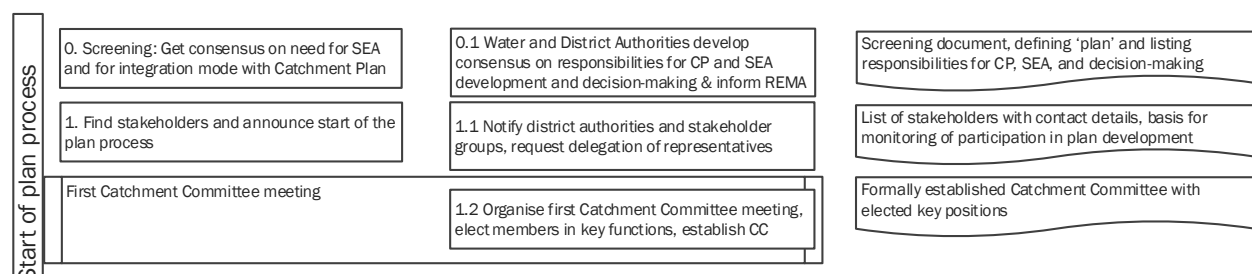 Start of plan process
0. Screening: Get consensus on need for SEA
and for integration mode with Catchment Plan
0.1 Water and District Authorities develop
consensus on responsibilities for CP and SEA
development and decision-making & inform REMA
Screening document, defining ‘plan’ and listing
responsibilities for CP, SEA, and decision-making
1. Find stakeholders and announce start of the
plan process
1.1 Notify district authorities and stakeholder
groups, request delegation of representatives
List of stakeholders with contact details, basis for
monitoring of participation in plan development
First Catchment Committee meeting
1.2 Organise first Catchment Committee meeting,
elect members in key functions, establish CC
Formally established Catchment Committee with
elected key positions